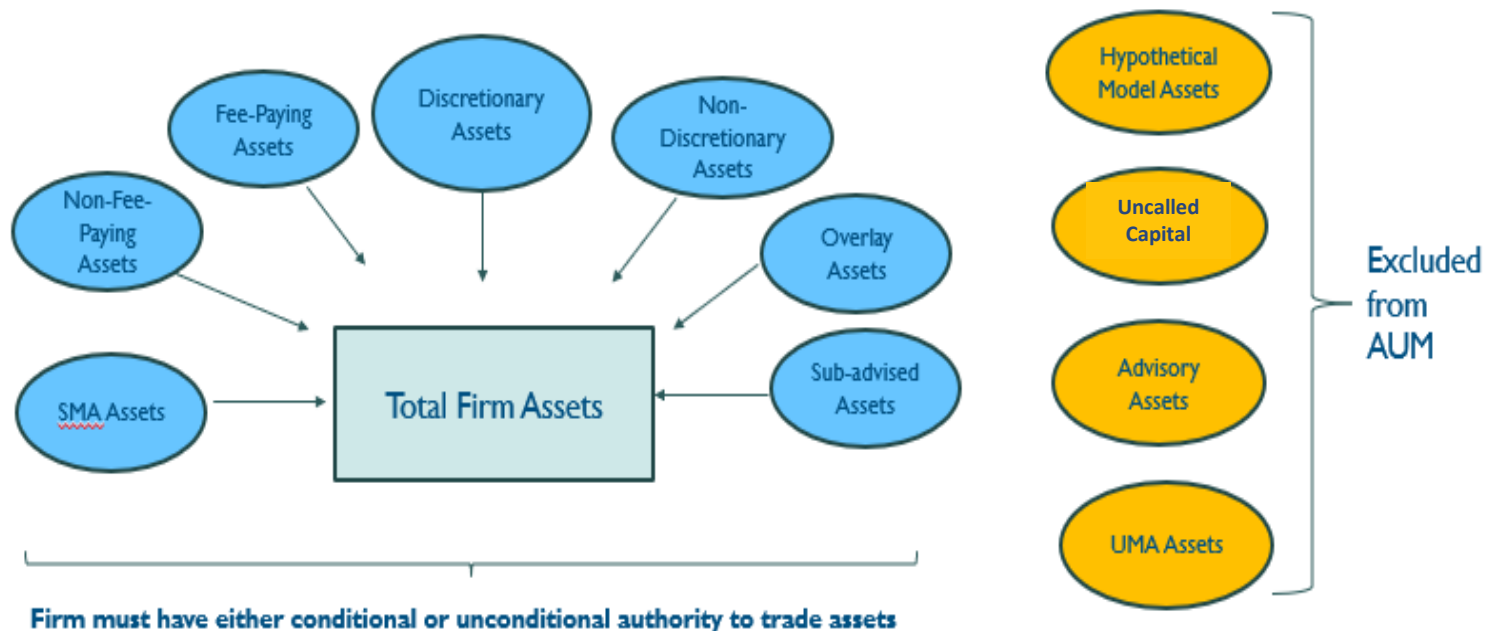 Non-Fee-
Paying
Assets
Fee-Paying
Assets
Discretionary
Assets
Non-
Discretionary
Assets
Overlay
Assets
SMA Assets
Total Firm Assets
Sub-advised
Assets
Firm must have either conditional or unconditional authority to trade assets
Hypothetical
Model Assets
Uncalled
Capital
Advisory
Assets
UMA Assets
Excluded
from
AUM